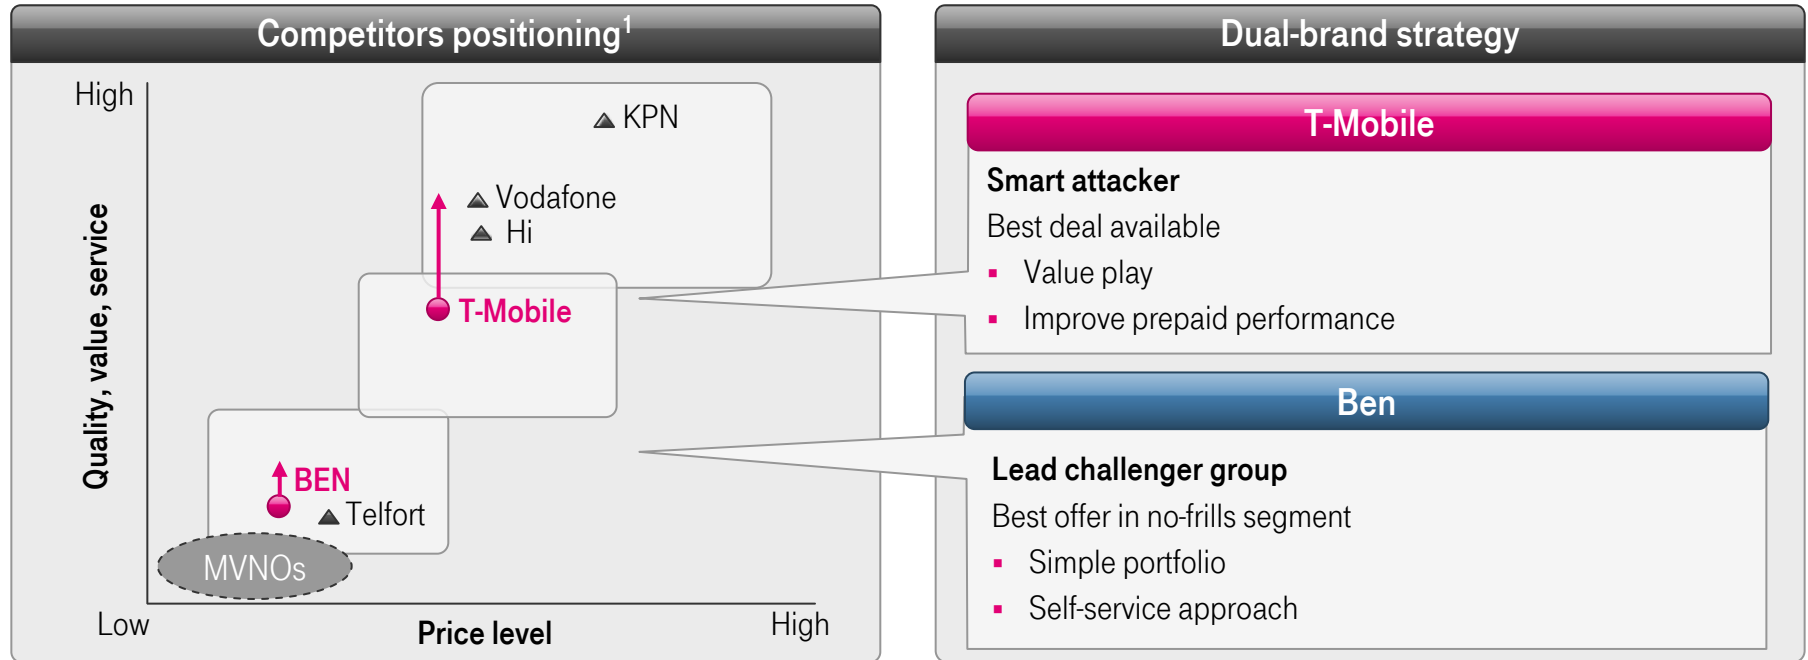 Competitors positioning1
High
Quality, value, service
KPN
Vodafone
Hi
T-Mobile
BEN
Telfort
MVNOs
Low
Price level
High
Dual-brand strategy
T-Mobile
Smart attacker
Best deal available
▪ Value play
▪ Improve prepaid performance
Ben
Lead challenger group
Best offer in no-frills segment
▪ Simple portfolio
▪ Self-service approach